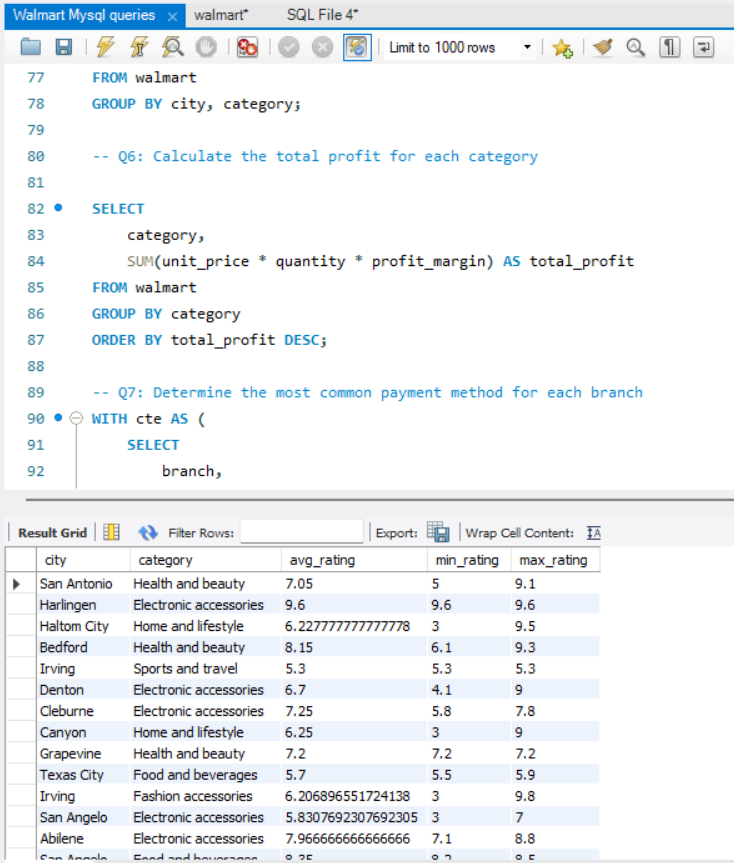 Walmart Mysql queries × walmart* SQL File 4*
Limit to 1000 rows
77 FROM walmart
78 GROUP BY city, category;
79
80 -- Q6: Calculate the total profit for each category
81
82 SELECT
83 category,
84 SUM(unit_price * quantity * profit_margin) AS total_profit
85 FROM walmart
86 GROUP BY category
87 ORDER BY total_profit DESC;
88
89 -- Q7: Determine the most common payment method for each branch
90 WITH cte AS (
91 SELECT
92 branch,
Result Grid Filter Rows: Export: Wrap Cell Content: IA
city category avg_rating min_rating max_rating
San Antonio Health and beauty 7.05 5 9.1
Harlingen Electronic accessories 9.6 9.6 9.6
Haltom City Home and lifestyle 6.227777777777778 3 9.5
Bedford Health and beauty 8.15 6.1 9.3
Irving Sports and travel 5.3 5.3 5.3
Denton Electronic accessories 6.7 4.1 9
Cleburne Electronic accessories 7.25 5.8 7.8
Canyon Home and lifestyle 6.25 3 9
Grapevine Health and beauty 7.2 7.2 7.2
Texas City Food and beverages 5.7 5.5 5.9
Irving Fashion accessories 6.206896551724138 3 9.8
San Angelo Electronic accessories 5.8307692307692305 3 7
Abilene Electronic accessories 7.966666666666666 7.1 8.8
San Angelo Food and beverages 8.35 8.2 8.5